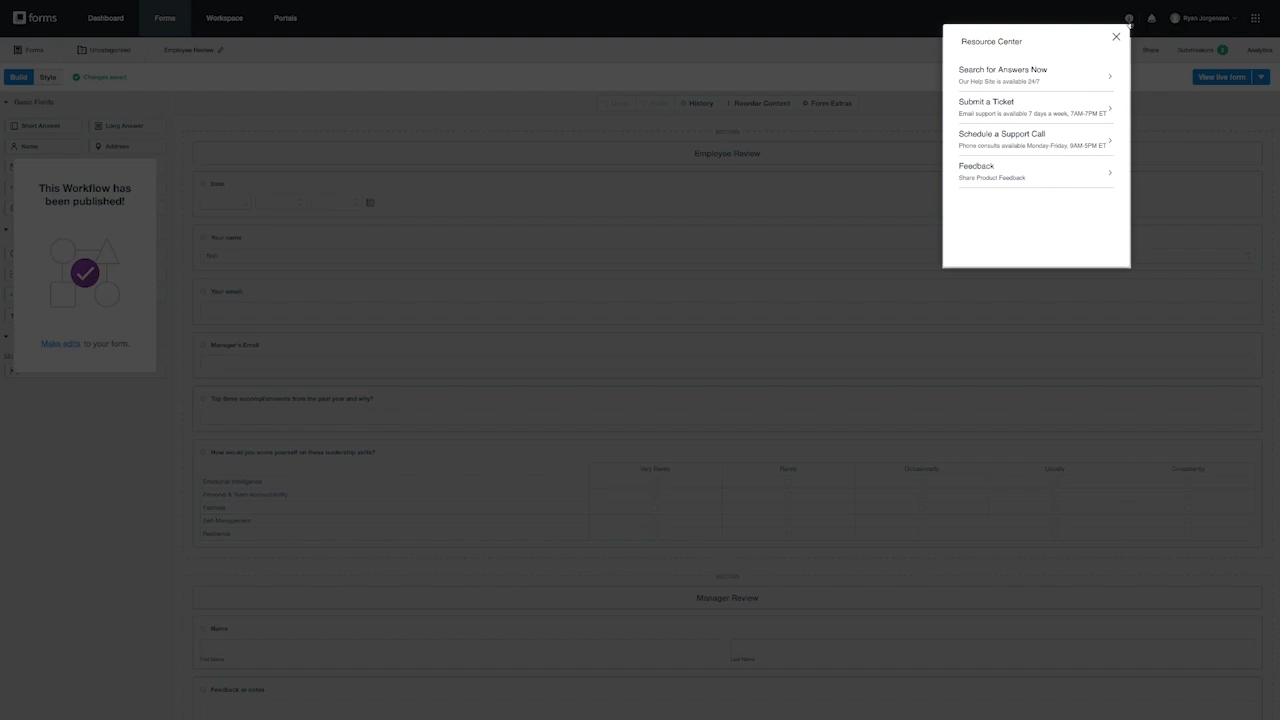 forms
Dashboard
Forms
Workspace
Portals
Ryan Jorgensen
Forms
Uncategorized
Employee Review
Share
Submissions
Analytics
Build
Style
Changes saved
View live form
Resource Center
Search for Answers Now
Our Help Site is available 24/7
Submit a Ticket
Email support is available 7 days a week, 7AM-7PM ET
Schedule a Support Call
Phone consults available Monday-Friday, 9AM-5PM ET
Feedback
Share Product Feedback
Basic Fields
Short Answer
Long Answer
Name
Address
This Workflow has
been published!
Make edits to your form.
History
Reorder Content
Form Extras
SECTION
Employee Review
Date
Your name
Your email
Manager's Email
Top three accomplishments from the past year and why?
How would you score yourself on these leadership skills?
Very Rarely
Rarely
Occasionally
Usually
Consistently
Emotional Intelligence
Personal & Team Accountability
Fairness
Self-Management
Resilience
SECTION
Manager Review
Name
First Name
Last Name
Feedback or notes